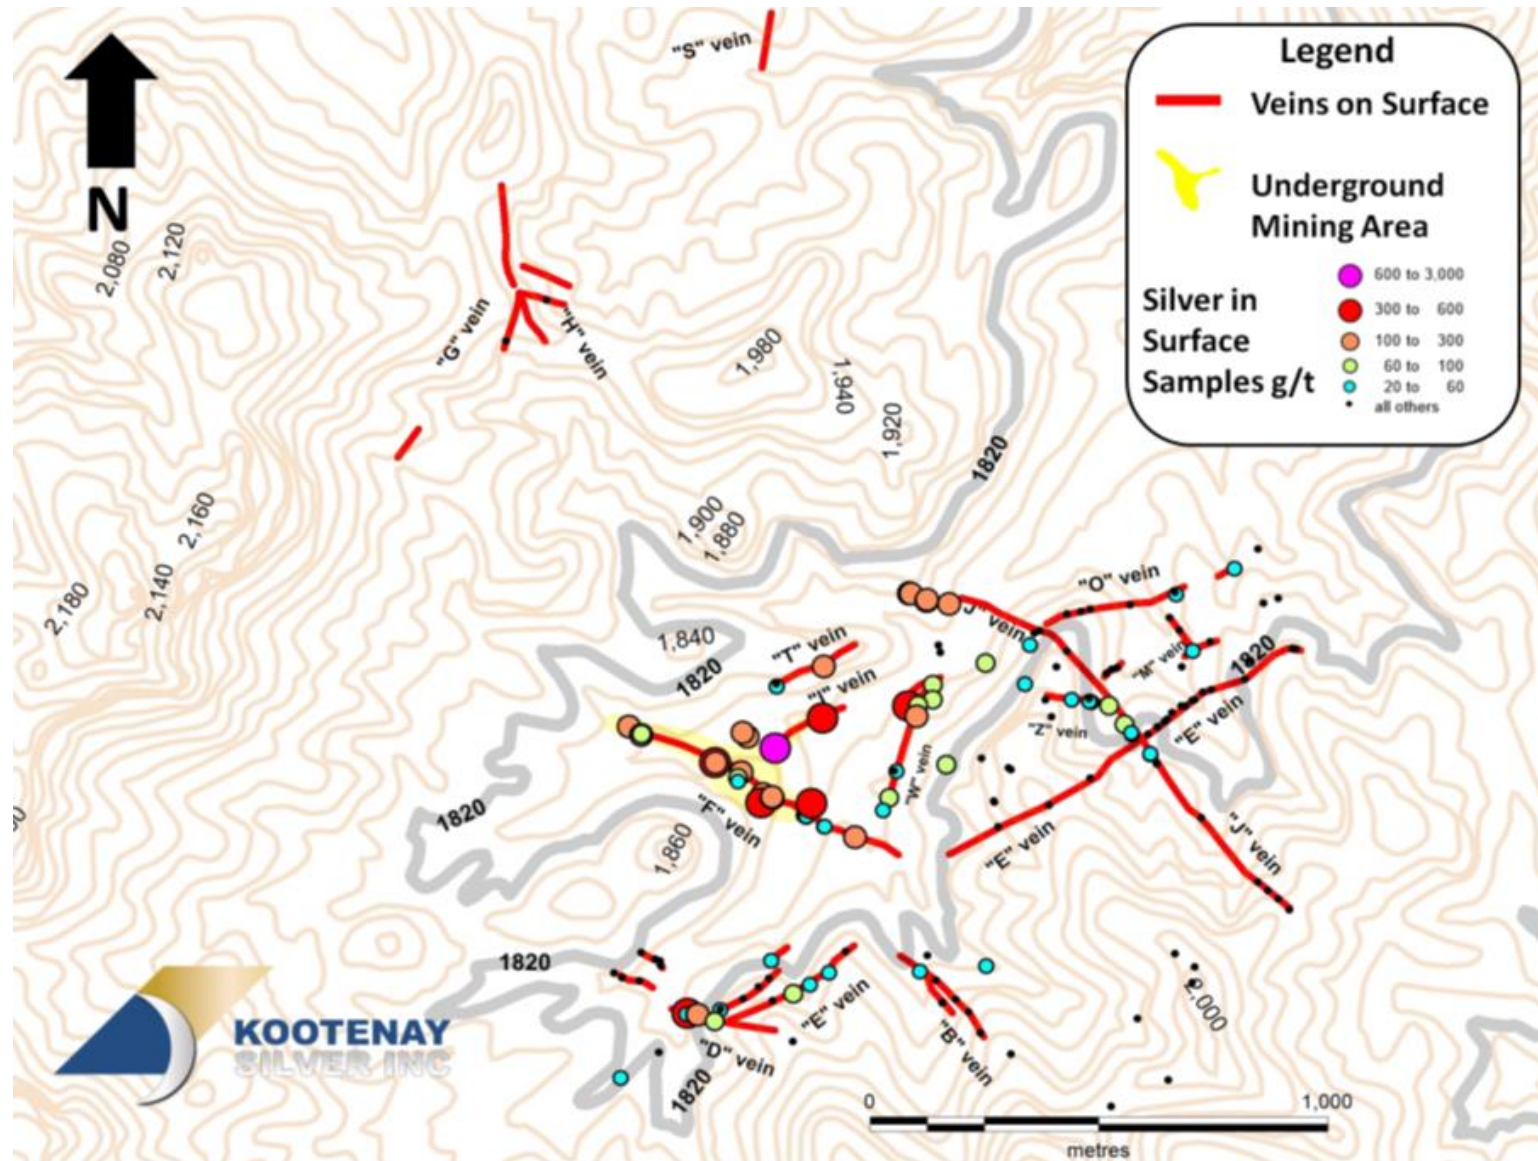 "S" vein
Legend
Veins on Surface
Underground
Mining Area
Silver in
Surface
Samples g/t
600 to 3,000
300 to 600
100 to 300
60 to 100
20 to 60
all others
N
2,080
2,120
"G" vein
"H" vein
1,980
1,940
1,920
1820
2,160
1,900
1,880
2,140
2,180
"O" vein
J" vein
1,840
"T" vein
1820
"I" vein
"M" vein
1820
"Z" vein
"E" vein
"W" vein
"F" vein
1820
1,860
"E" vein
"J" vein
1820
2,000
"E" vein
"B" vein
"D" vein
1820
KOOTENAY
SILVER INC
0 1,000
metres